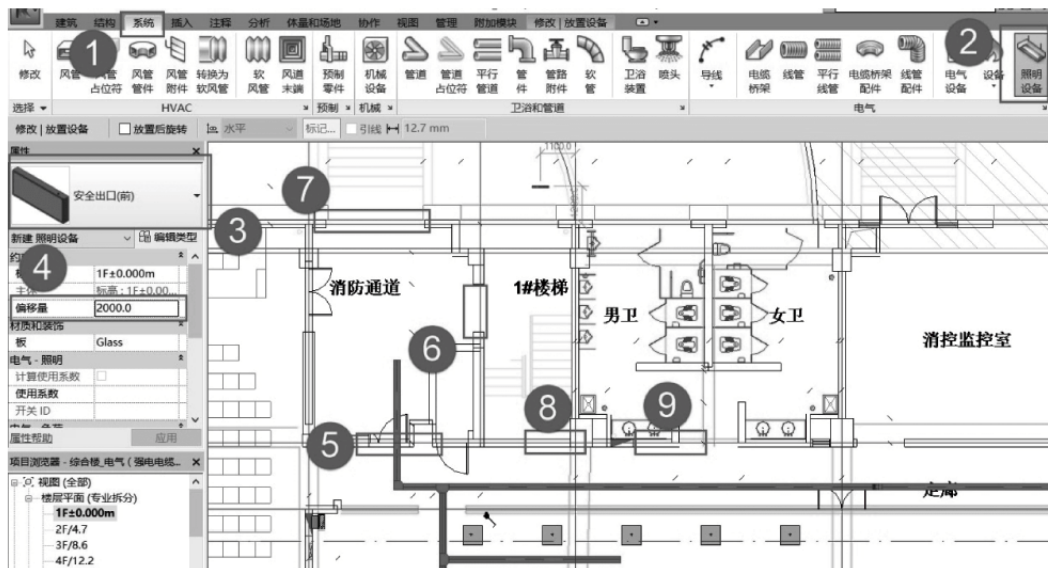 建筑 结构 系统 插入 注释 分析 体量和场地 协作 视图 管理 附加模块 修改 | 放置设备
1
2
修改 风管 风管 风管 转换为 软 风道 预制 机械 管道 管道 平行 管 管路 软 卫浴 喷头 导线 电缆 线管 平行 电缆桥架 线管 电气 设备 照明
占位符 管件 附件 软风管 风管 末端 零件 设备 占位符 管道 件 附件 管 装置 桥架 线管 配件 配件 设备 设备
选择 HVAC 预制 机械 卫浴和管道 电气
修改 | 放置设备 放置后旋转 水平 标记... 引线 12.7 mm
属性
1100.0
安全出口(前)
7
3
新建 照明设备 编辑类型
4
1F±0.000m
标高 : 1F±0.00...
偏移量 2000.0
材质和装饰
板 Glass
电气 - 照明
计算使用系数
使用系数
开关 ID
属性帮助 应用
消防通道
1#楼梯
男卫
女卫
消控监控室
6
8
9
5
走廊
项目浏览器 - 综合楼_电气 ( 强电电缆...
视图 (全部)
楼层平面 (专业拆分)
1F±0.000m
2F/4.7
3F/8.6
4F/12.2